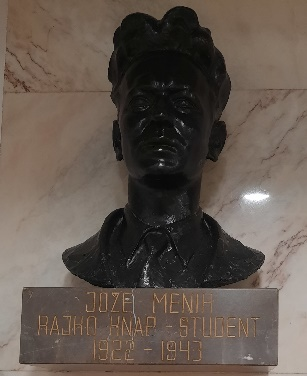 JOŽE MENIH
RAJKO KNAP - STUDENT
1922 - 1943